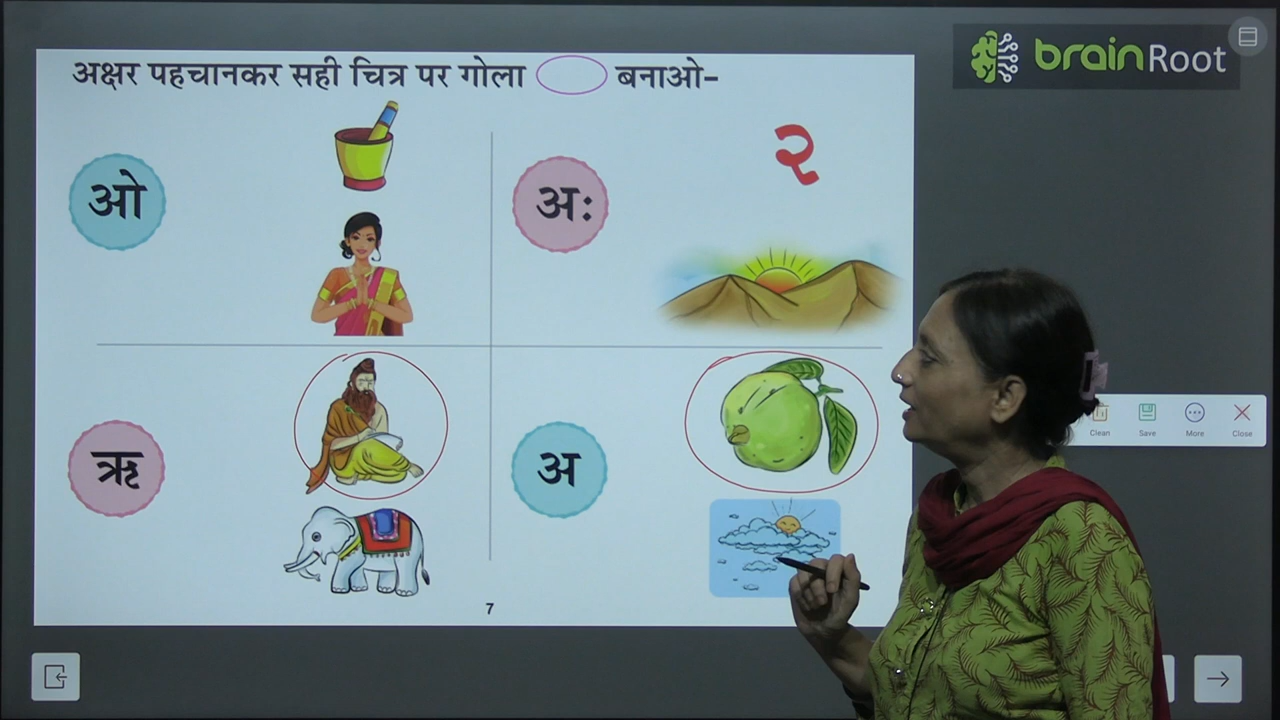 brainRoot
अक्षर पहचानकर सही चित्र पर गोला बनाओ–
ओ
अः
२
ऋ
अ
Clean
Save
More
Close
7